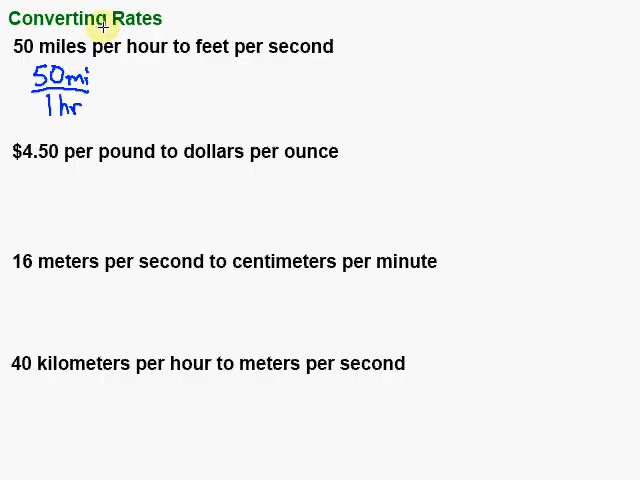 Converting Rates
50 miles per hour to feet per second
50mi
1hr
$4.50 per pound to dollars per ounce
16 meters per second to centimeters per minute
40 kilometers per hour to meters per second